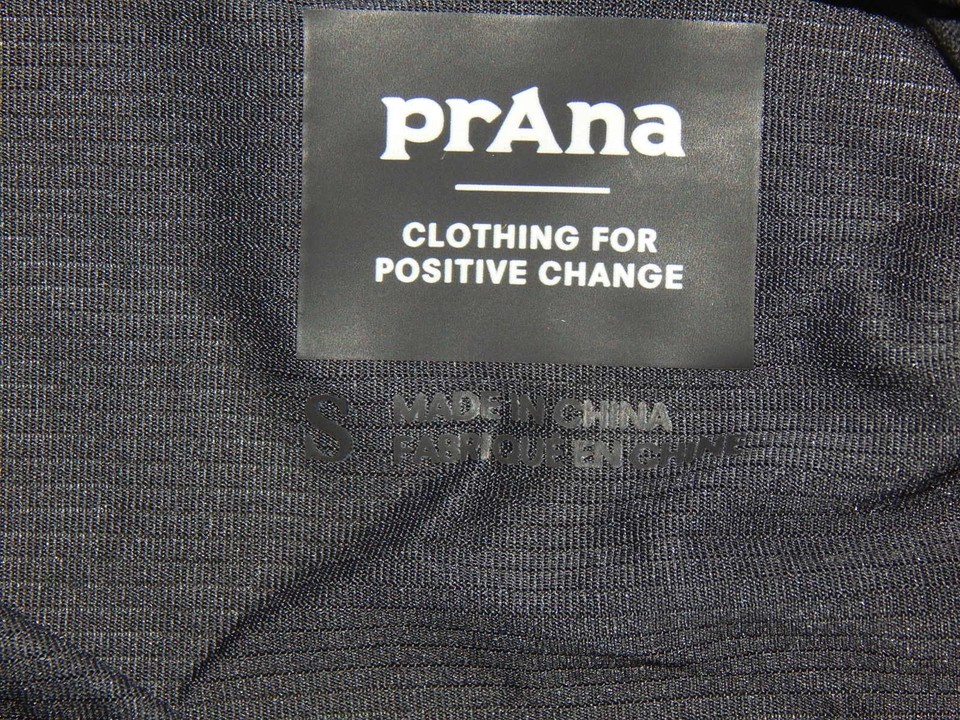 prAna
CLOTHING FOR
POSITIVE CHANGE
S MADE IN CHINA
FABRIQUÉ EN CHINE